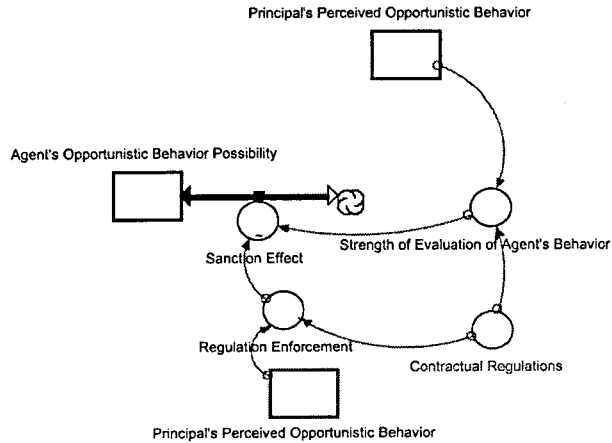 Principal's Perceived Opportunistic Behavior
Agent's Opportunistic Behavior Possibility
Strength of Evaluation of Agent's Behavior
Sanction Effect
Regulation Enforcement
Contractual Regulations
Principal's Perceived Opportunistic Behavior